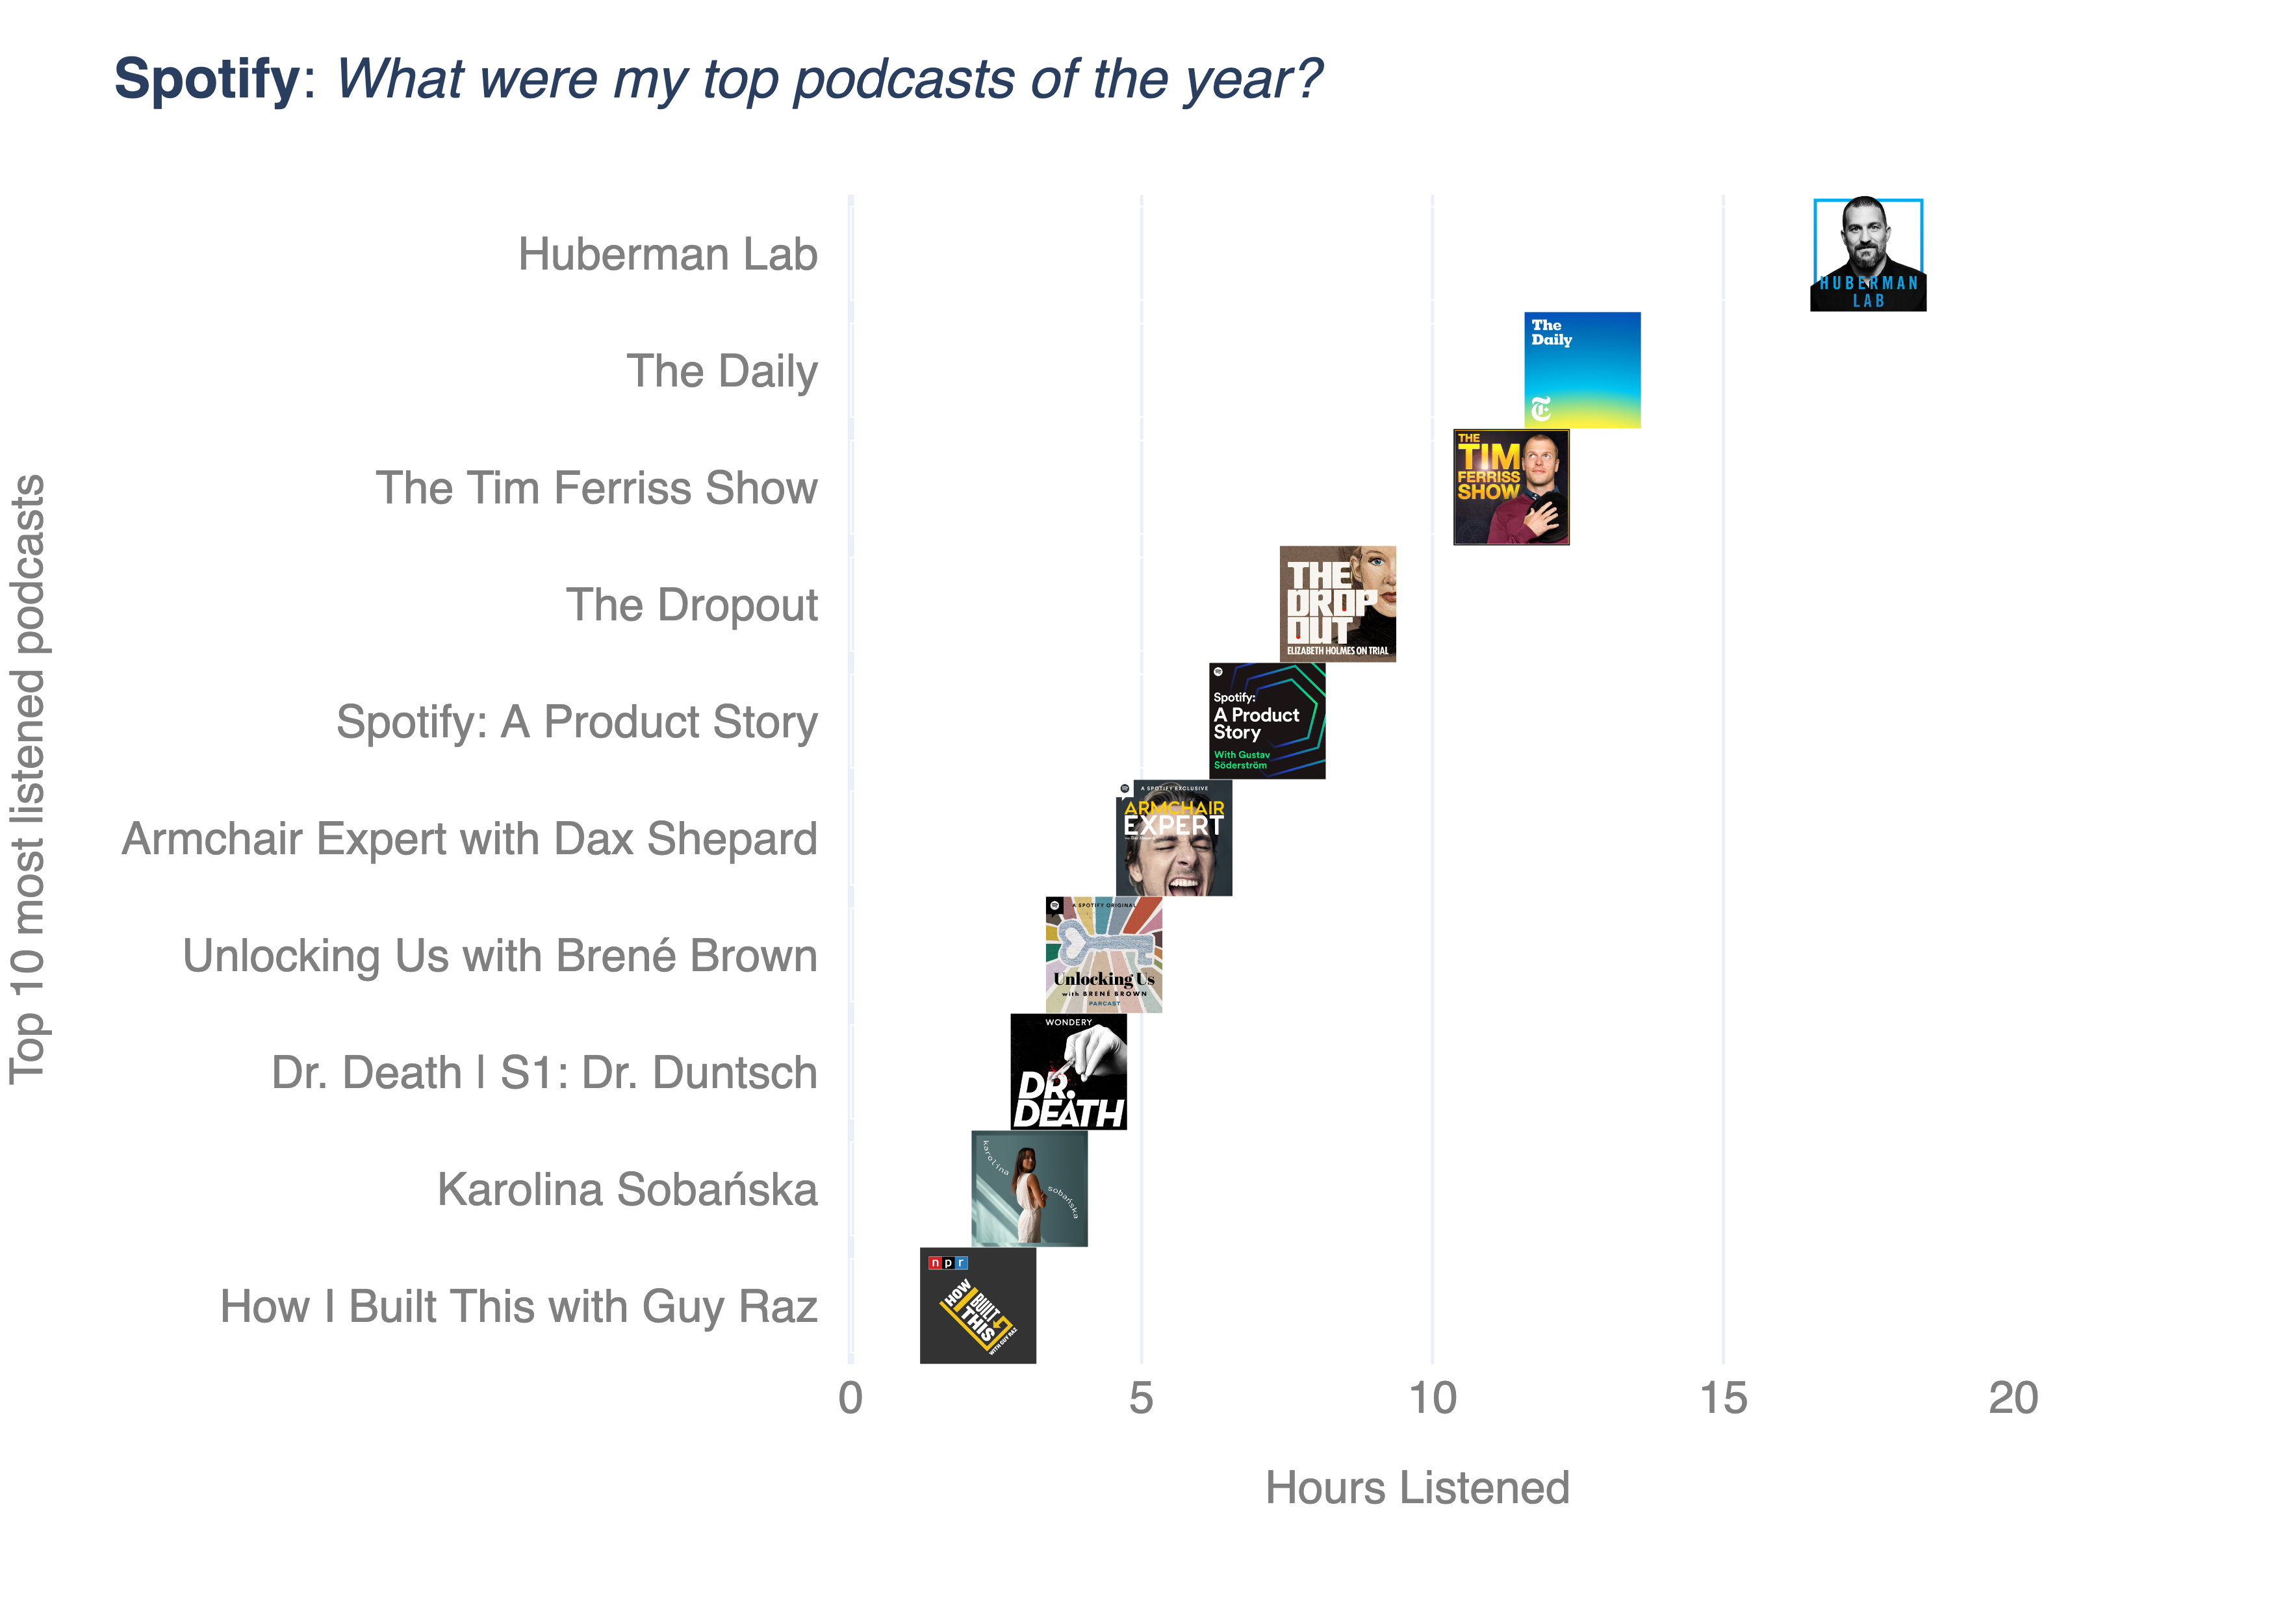 Spotify: What were my top podcasts of the year?
Top 10 most listened podcasts
Huberman Lab
HUBERMAN
LAB
The Daily
The
Daily
The Tim Ferriss Show
THE
TIM
FERRISS
SHOW
The Dropout
THE
DROP
OUT
ELIZABETH HOLMES ON TRIAL
Spotify: A Product Story
Spotify:
A Product
Story
With Gustav
Söderström
Armchair Expert with Dax Shepard
A SPOTIFY EXCLUSIVE
ARMCHAIR
EXPERT
Unlocking Us with Brené Brown
A SPOTIFY ORIGINAL
Unlocking Us
with BRENÉ BROWN
PARCAST
Dr. Death | S1: Dr. Duntsch
WONDERY
DR.
DEATH
Karolina Sobańska
karolina
sobańska
How I Built This with Guy Raz
npr
HOW
I BUILT
THIS
WITH GUY RAZ
0 5 10 15 20
Hours Listened